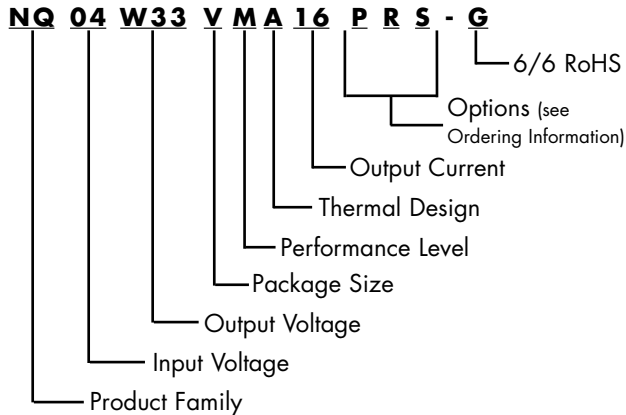 NQ 04 W33 V M A 16 P R S - G
6/6 RoHS
Options (see
Ordering Information)
Output Current
Thermal Design
Performance Level
Package Size
Output Voltage
Input Voltage
Product Family